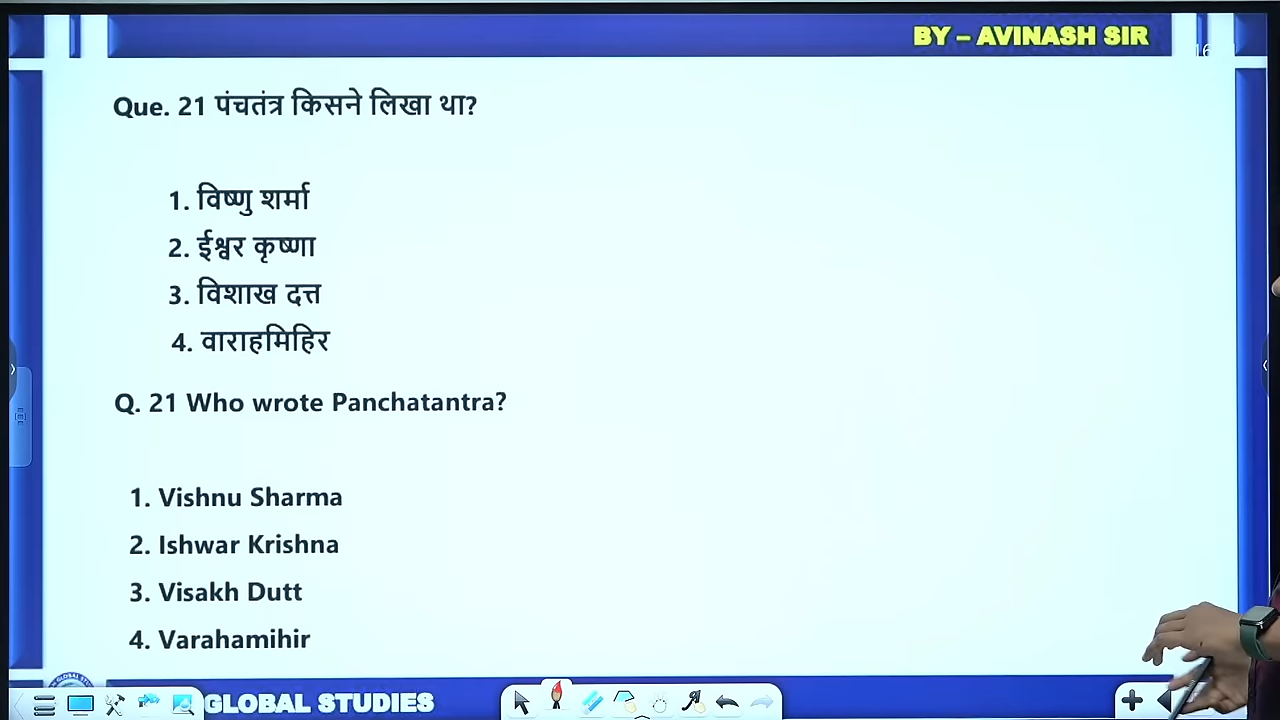 BY – AVINASH SIR
Que. 21 पंचतंत्र किसने लिखा था?
1. विष्णु शर्मा
2. ईश्वर कृष्णा
3. विशाख दत्त
4. वाराहमिहिर
Q. 21 Who wrote Panchatantra?
1. Vishnu Sharma
2. Ishwar Krishna
3. Visakh Dutt
4. Varahamihir
GLOBAL STUDIES